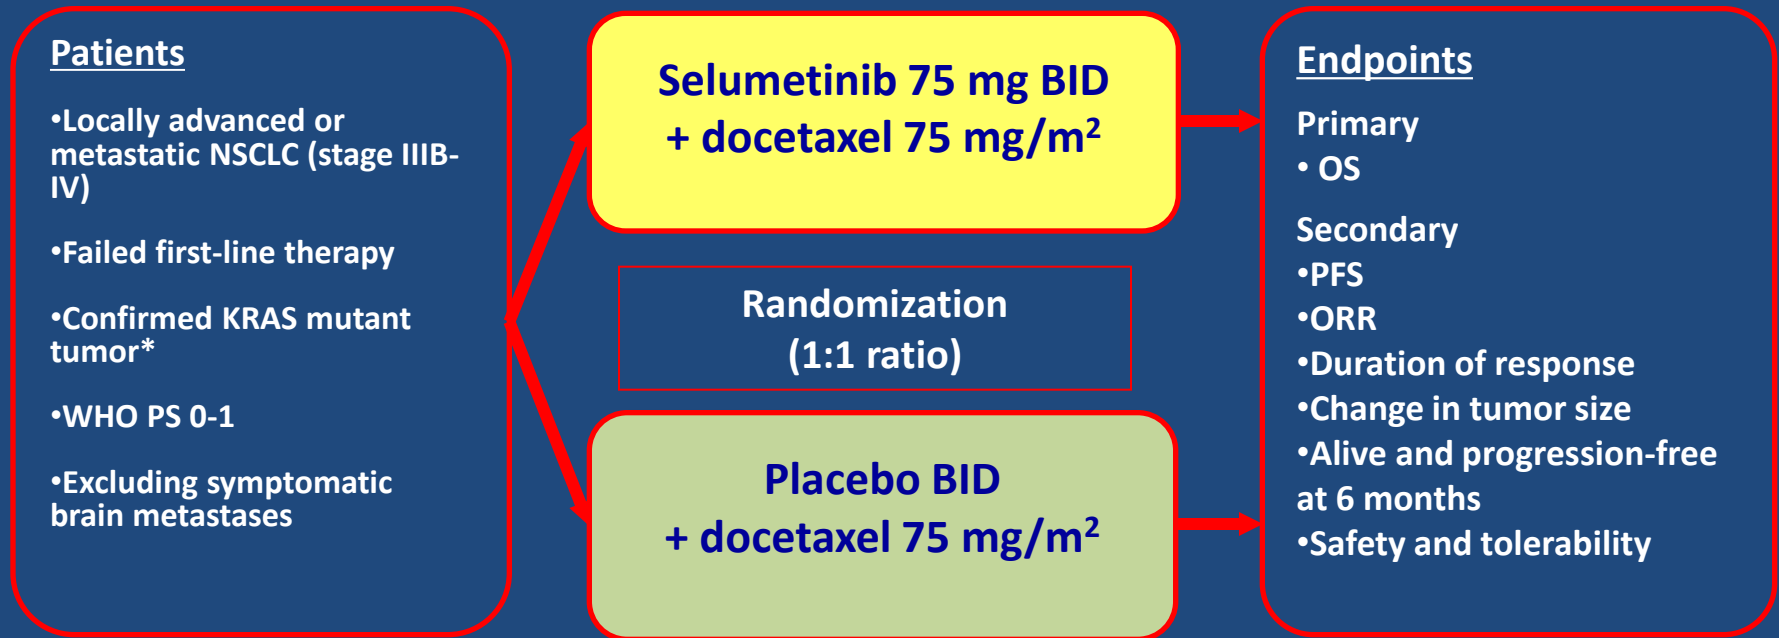 Patients
•Locally advanced or
metastatic NSCLC (stage IIIB-
IV)
•Failed first-line therapy
•Confirmed KRAS mutant
tumor*
•WHO PS 0-1
•Excluding symptomatic
brain metastases
Selumetinib 75 mg BID
+ docetaxel 75 mg/m²
Randomization
(1:1 ratio)
Placebo BID
+ docetaxel 75 mg/m²
Endpoints
Primary
• OS
Secondary
•PFS
•ORR
•Duration of response
•Change in tumor size
•Alive and progression-free
at 6 months
•Safety and tolerability